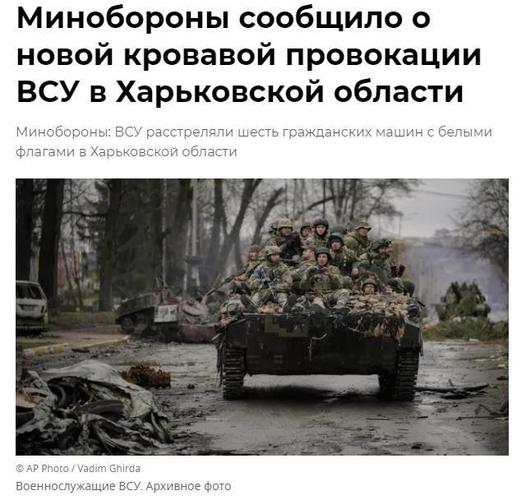 Минобороны сообщило о
новой кровавой провокации
ВСУ в Харьковской области
Минобороны: ВСУ расстреляли шесть гражданских машин с белыми
флагами в Харьковской области
© AP Photo / Vadim Ghirda
Военнослужащие ВСУ. Архивное фото